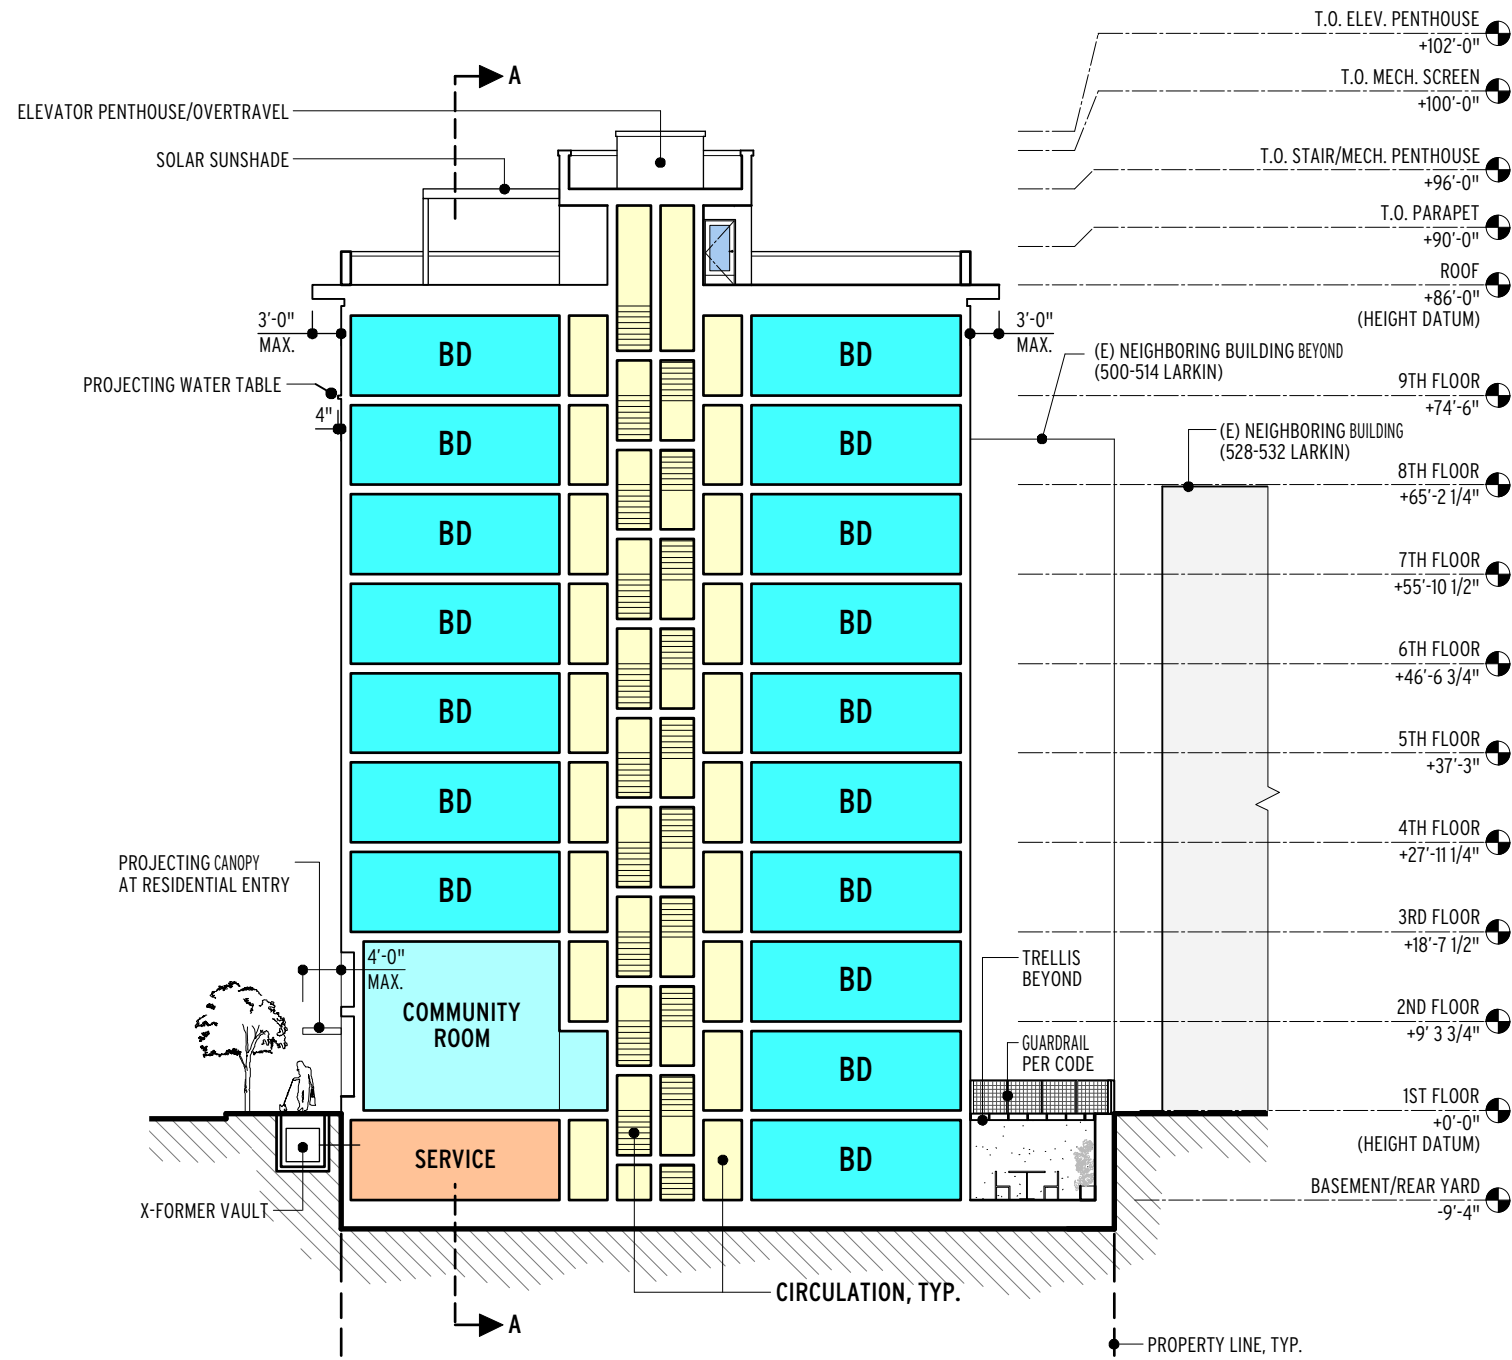 T.O. ELEV. PENTHOUSE
+102'-0"
A
T.O. MECH. SCREEN
+100'-0"
ELEVATOR PENTHOUSE/OVERTRAVEL
SOLAR SUNSHADE
T.O. STAIR/MECH. PENTHOUSE
+96'-0"
T.O. PARAPET
+90'-0"
ROOF
+86'-0"
(HEIGHT DATUM)
3'-0"
MAX.
3'-0"
MAX.
BD
BD
(E) NEIGHBORING BUILDING BEYOND
(500-514 LARKIN)
PROJECTING WATER TABLE
4"
9TH FLOOR
+74'-6"
BD
BD
(E) NEIGHBORING BUILDING
(528-532 LARKIN)
8TH FLOOR
+65'-2 1/4"
BD
BD
7TH FLOOR
+55'-10 1/2"
BD
BD
6TH FLOOR
+46'-6 3/4"
BD
BD
5TH FLOOR
+37'-3"
BD
BD
4TH FLOOR
+27'-11 1/4"
PROJECTING CANOPY
AT RESIDENTIAL ENTRY
BD
BD
3RD FLOOR
+18'-7 1/2"
4'-0"
MAX.
COMMUNITY
ROOM
BD
TRELLIS
BEYOND
2ND FLOOR
+9' 3 3/4"
BD
GUARDRAIL
PER CODE
1ST FLOOR
+0'-0"
(HEIGHT DATUM)
SERVICE
BD
X-FORMER VAULT
BASEMENT/REAR YARD
-9'-4"
CIRCULATION, TYP.
A
PROPERTY LINE, TYP.